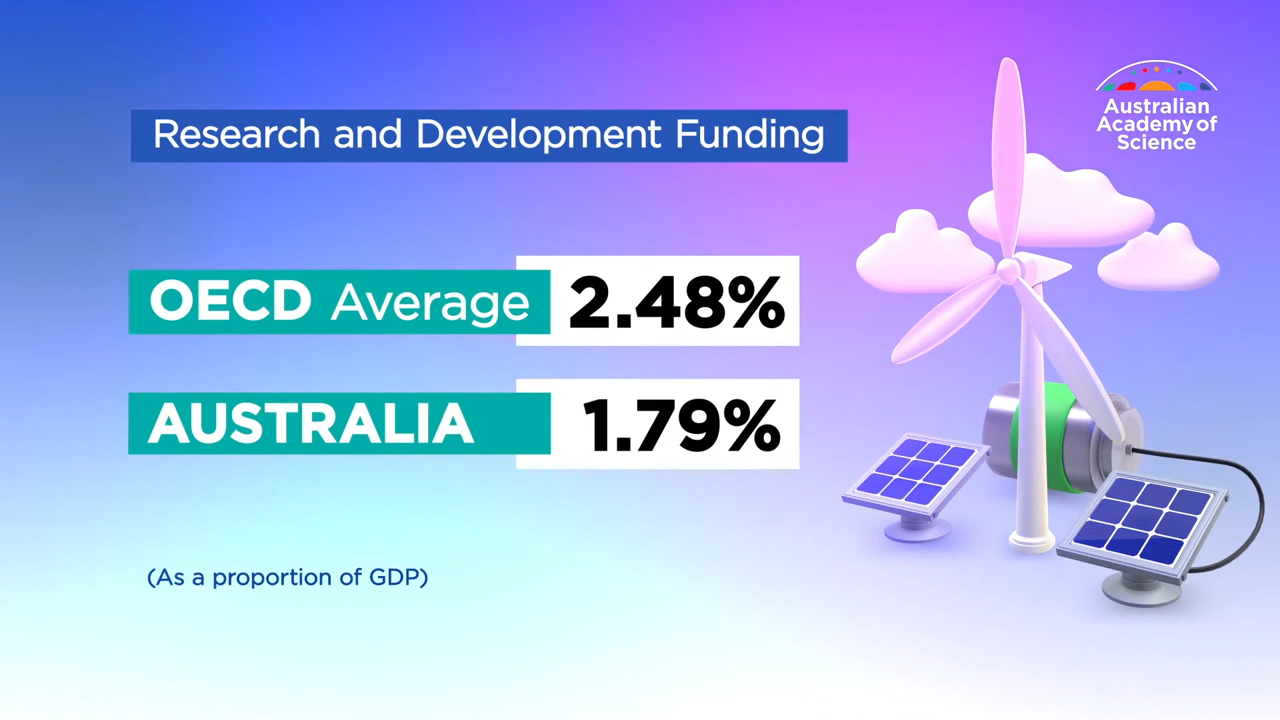 Research and Development Funding
Australian
Academy of
Science
OECD Average 2.48%
AUSTRALIA 1.79%
(As a proportion of GDP)